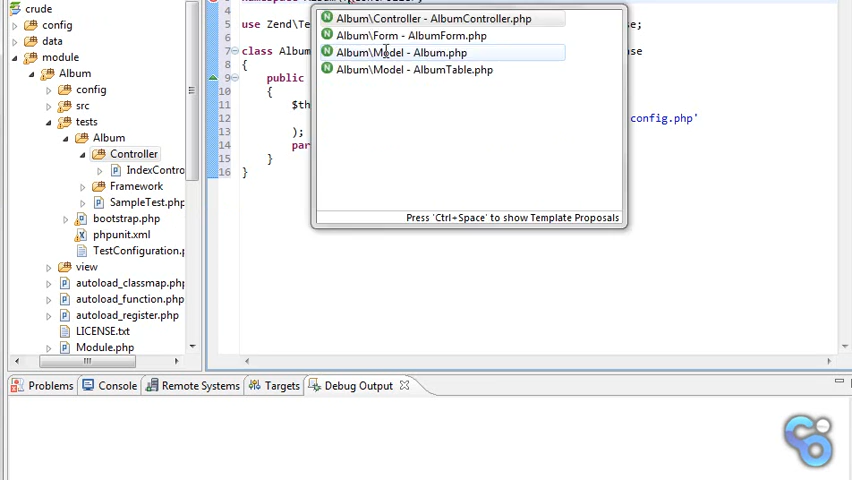 crude
config
data
module
Album
config
src
tests
Album
Controller
IndexContro
Framework
SampleTest.php
bootstrap.php
phpunit.xml
TestConfiguration.p
view
autoload_classmap.php
autoload_function.php
autoload_register.php
LICENSE.txt
Module.php
4
5 use Zend\Te se;
6
7 class Album se
8 {
9 public
10 {
11 $th
12 config.php'
13 );
14 par
15 }
16 }
Album\Controller - AlbumController.php
Album\Form - AlbumForm.php
Album\Model - Album.php
Album\Model - AlbumTable.php
Press 'Ctrl+Space' to show Template Proposals
Problems Console Remote Systems Targets Debug Output